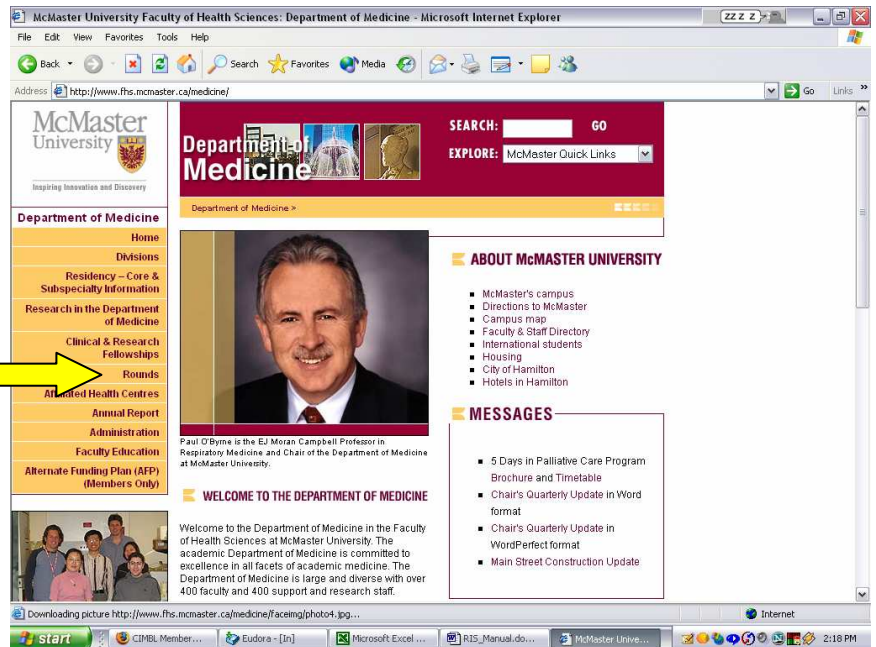 McMaster University Faculty of Health Sciences: Department of Medicine - Microsoft Internet Explorer
ZZ Z Z
File Edit View Favorites Tools Help
Back Search Favorites Media
Address http://www.fhs.mcmaster.ca/medicine/ Go Links »
McMaster
University
Inspiring Innovation and Discovery
Department of Medicine
Home
Divisions
Residency – Core &
Subspecialty Information
Research in the Department
of Medicine
Clinical & Research
Fellowships
Rounds
Affiliated Health Centres
Annual Report
Administration
Faculty Education
Alternate Funding Plan (AFP)
(Members Only)
Department of
Medicine
SEARCH: GO
EXPLORE: McMaster Quick Links
Department of Medicine >
Paul O'Byrne is the EJ Moran Campbell Professor in
Respiratory Medicine and Chair of the Department of Medicine
at McMaster University.
WELCOME TO THE DEPARTMENT OF MEDICINE
Welcome to the Department of Medicine in the Faculty
of Health Sciences at McMaster University. The
academic Department of Medicine is committed to
excellence in all facets of academic medicine. The
Department of Medicine is large and diverse with over
400 faculty and 400 support and research staff.
ABOUT McMASTER UNIVERSITY
McMaster's campus
Directions to McMaster
Campus map
Faculty & Staff Directory
International students
Housing
City of Hamilton
Hotels in Hamilton
MESSAGES
5 Days in Palliative Care Program
Brochure and Timetable
Chair's Quarterly Update in Word
format
Chair's Quarterly Update in
WordPerfect format
Main Street Construction Update
Downloading picture http://www.fhs.mcmaster.ca/medicine/faceimg/photo4.jpg... Internet
start CIMBL Member... Eudora - [In] Microsoft Excel ... RIS_Manual.do... McMaster Unive... 2:18 PM